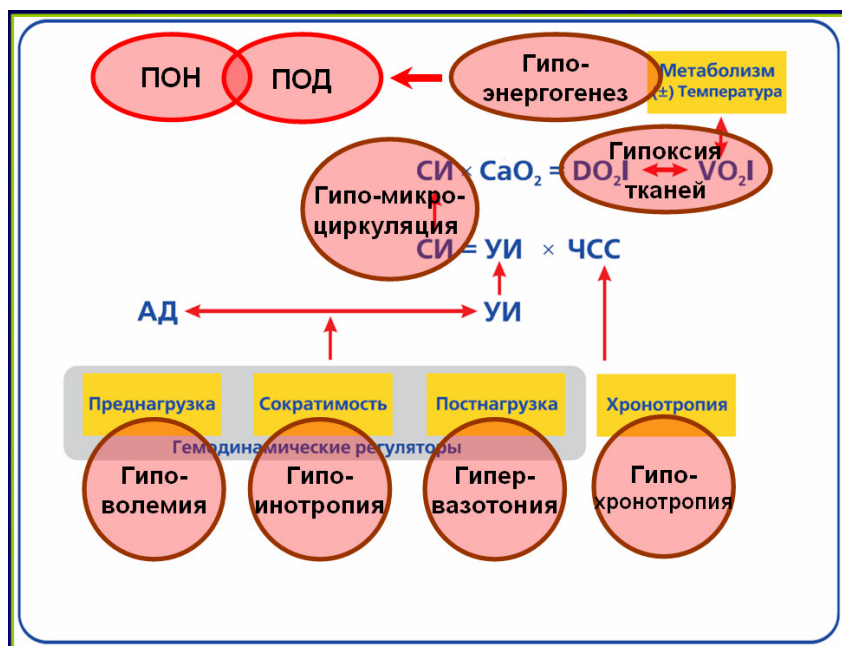 ПОН
ПОД
Гипо-
энергогенез
Метаболизм
(±) Температура
СИ × CaO₂ = DO₂I VO₂I
Гипоксия
тканей
Гипо-микро-
циркуляция
СИ = УИ × ЧСС
АД
УИ
Преднагрузка
Сократимость
Постнагрузка
Хронотропия
Гемодинамические регуляторы
Гипо-
волемия
Гипо-
инотропия
Гипер-
вазотония
Гипо-
хронотропия